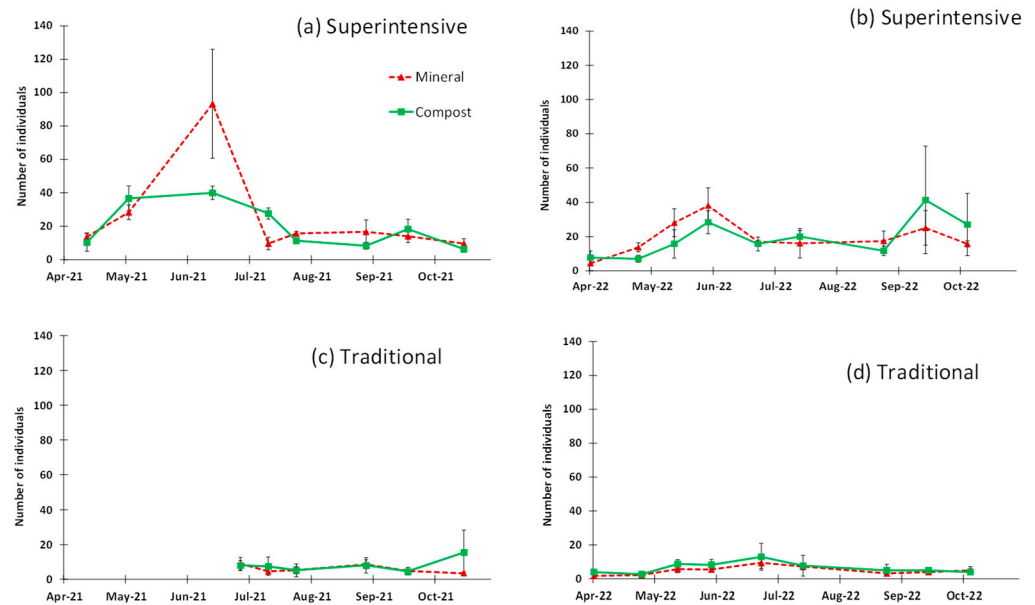 (a) Superintensive
Number of individuals
140
120
100
80
60
40
20
0
Mineral
Compost
Apr-21 May-21 Jun-21 Jul-21 Aug-21 Sep-21 Oct-21
(b) Superintensive
Number of individuals
140
120
100
80
60
40
20
0
Apr-22 May-22 Jun-22 Jul-22 Aug-22 Sep-22 Oct-22
(c) Traditional
Number of individuals
140
120
100
80
60
40
20
0
Apr-21 May-21 Jun-21 Jul-21 Aug-21 Sep-21 Oct-21
(d) Traditional
Number of individuals
140
120
100
80
60
40
20
0
Apr-22 May-22 Jun-22 Jul-22 Aug-22 Sep-22 Oct-22